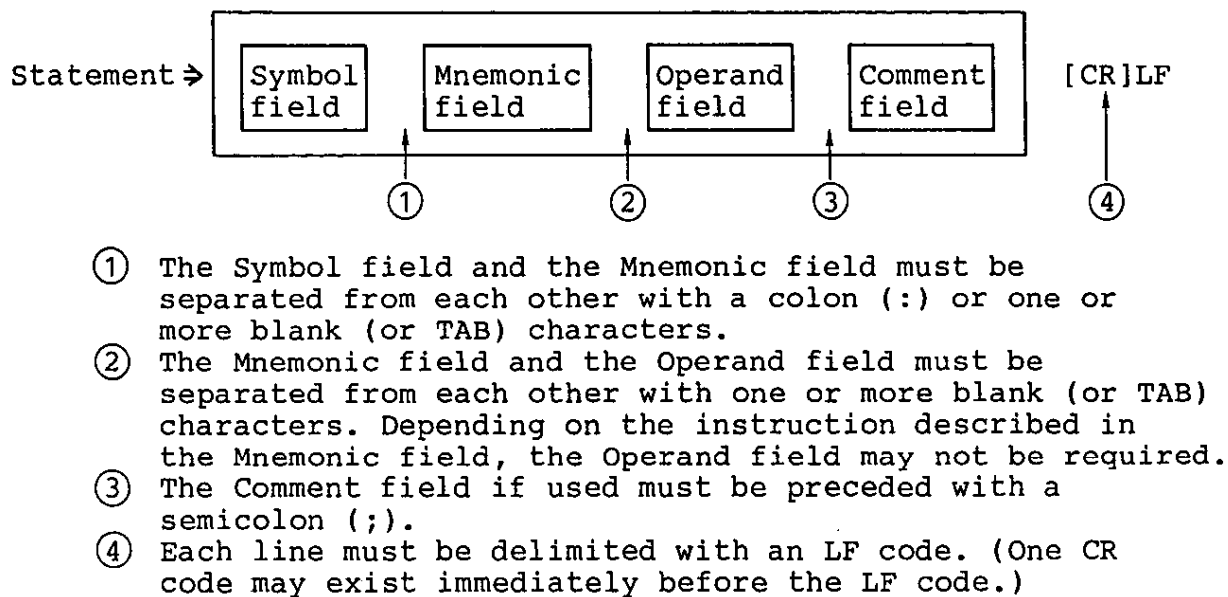 Statement ⇒ Symbol field Mnemonic field Operand field Comment field [CR]LF
① ② ③ ④
① The Symbol field and the Mnemonic field must be
separated from each other with a colon (:) or one or
more blank (or TAB) characters.
② The Mnemonic field and the Operand field must be
separated from each other with one or more blank (or TAB)
characters. Depending on the instruction described in
the Mnemonic field, the Operand field may not be required.
③ The Comment field if used must be preceded with a
semicolon (;).
④ Each line must be delimited with an LF code. (One CR
code may exist immediately before the LF code.)